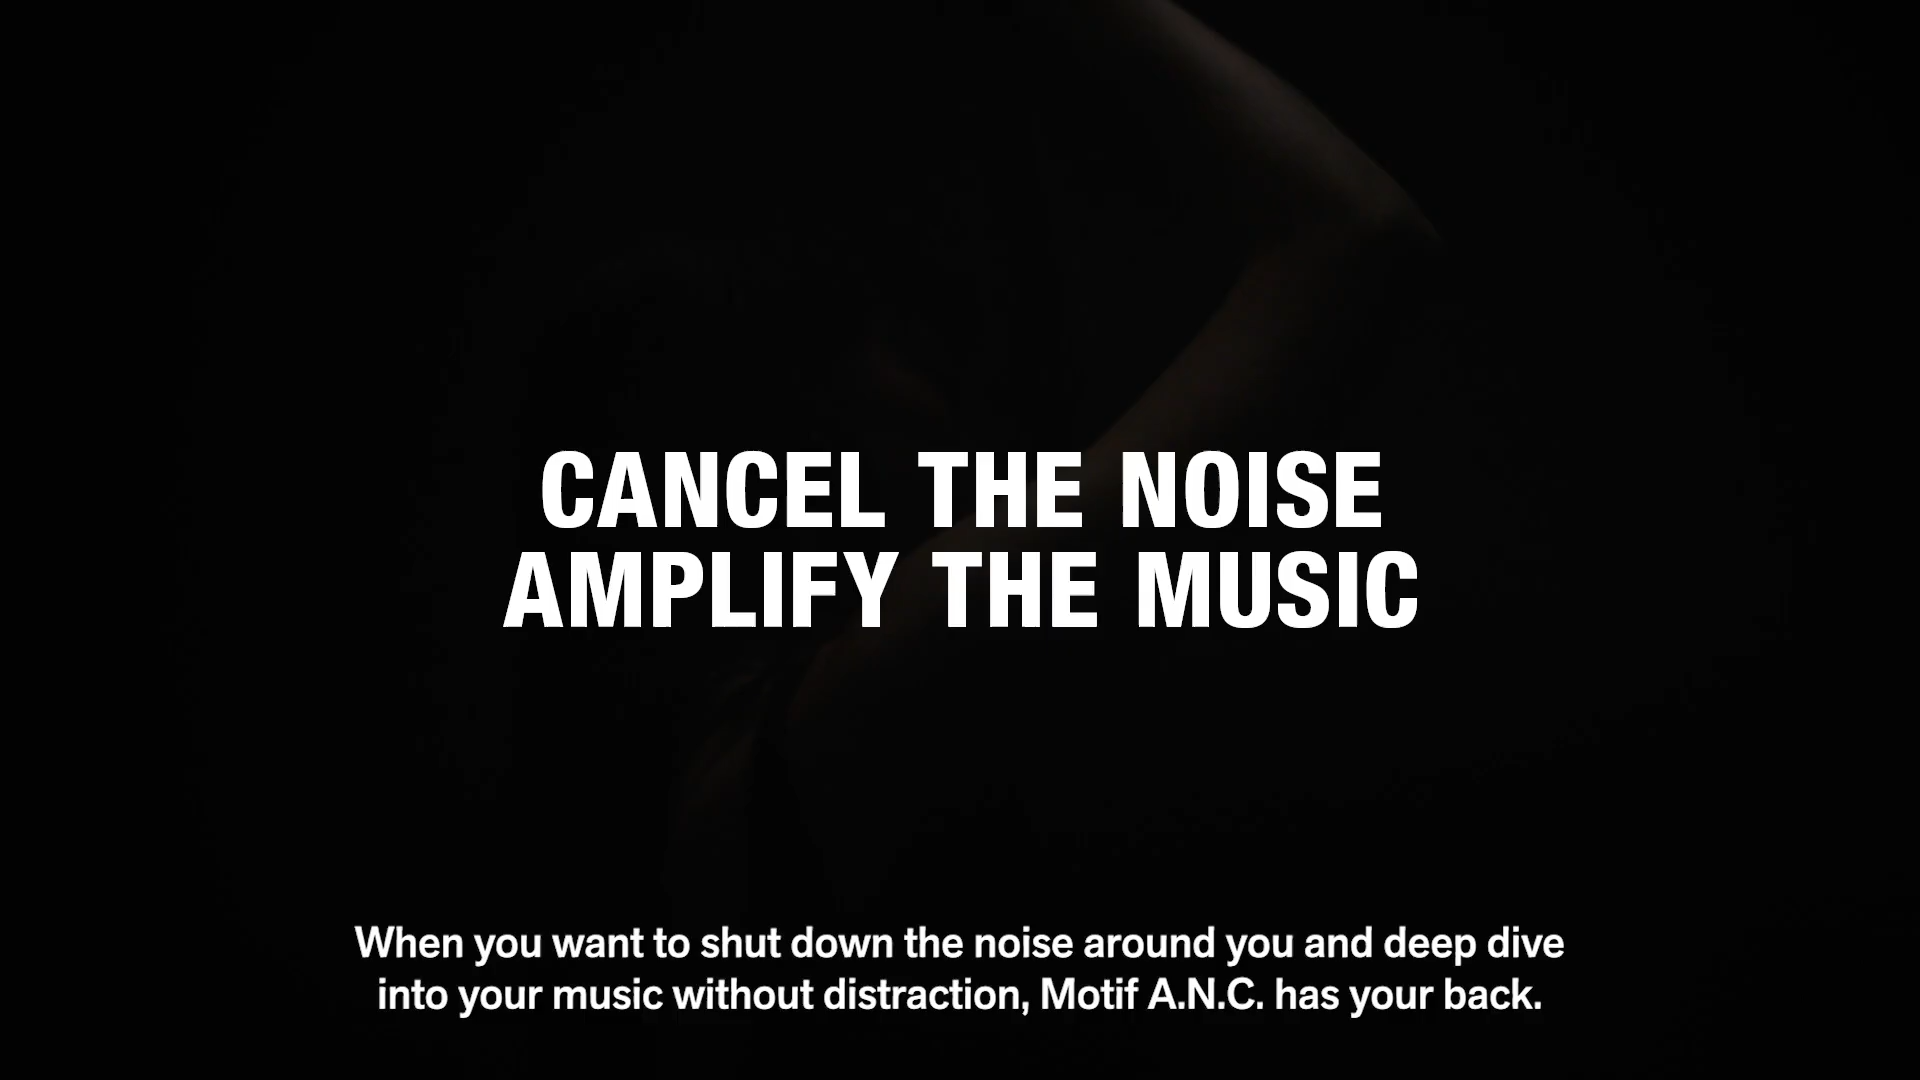 CANCEL THE NOISE
AMPLIFY THE MUSIC
When you want to shut down the noise around you and deep dive
into your music without distraction, Motif A.N.C. has your back.